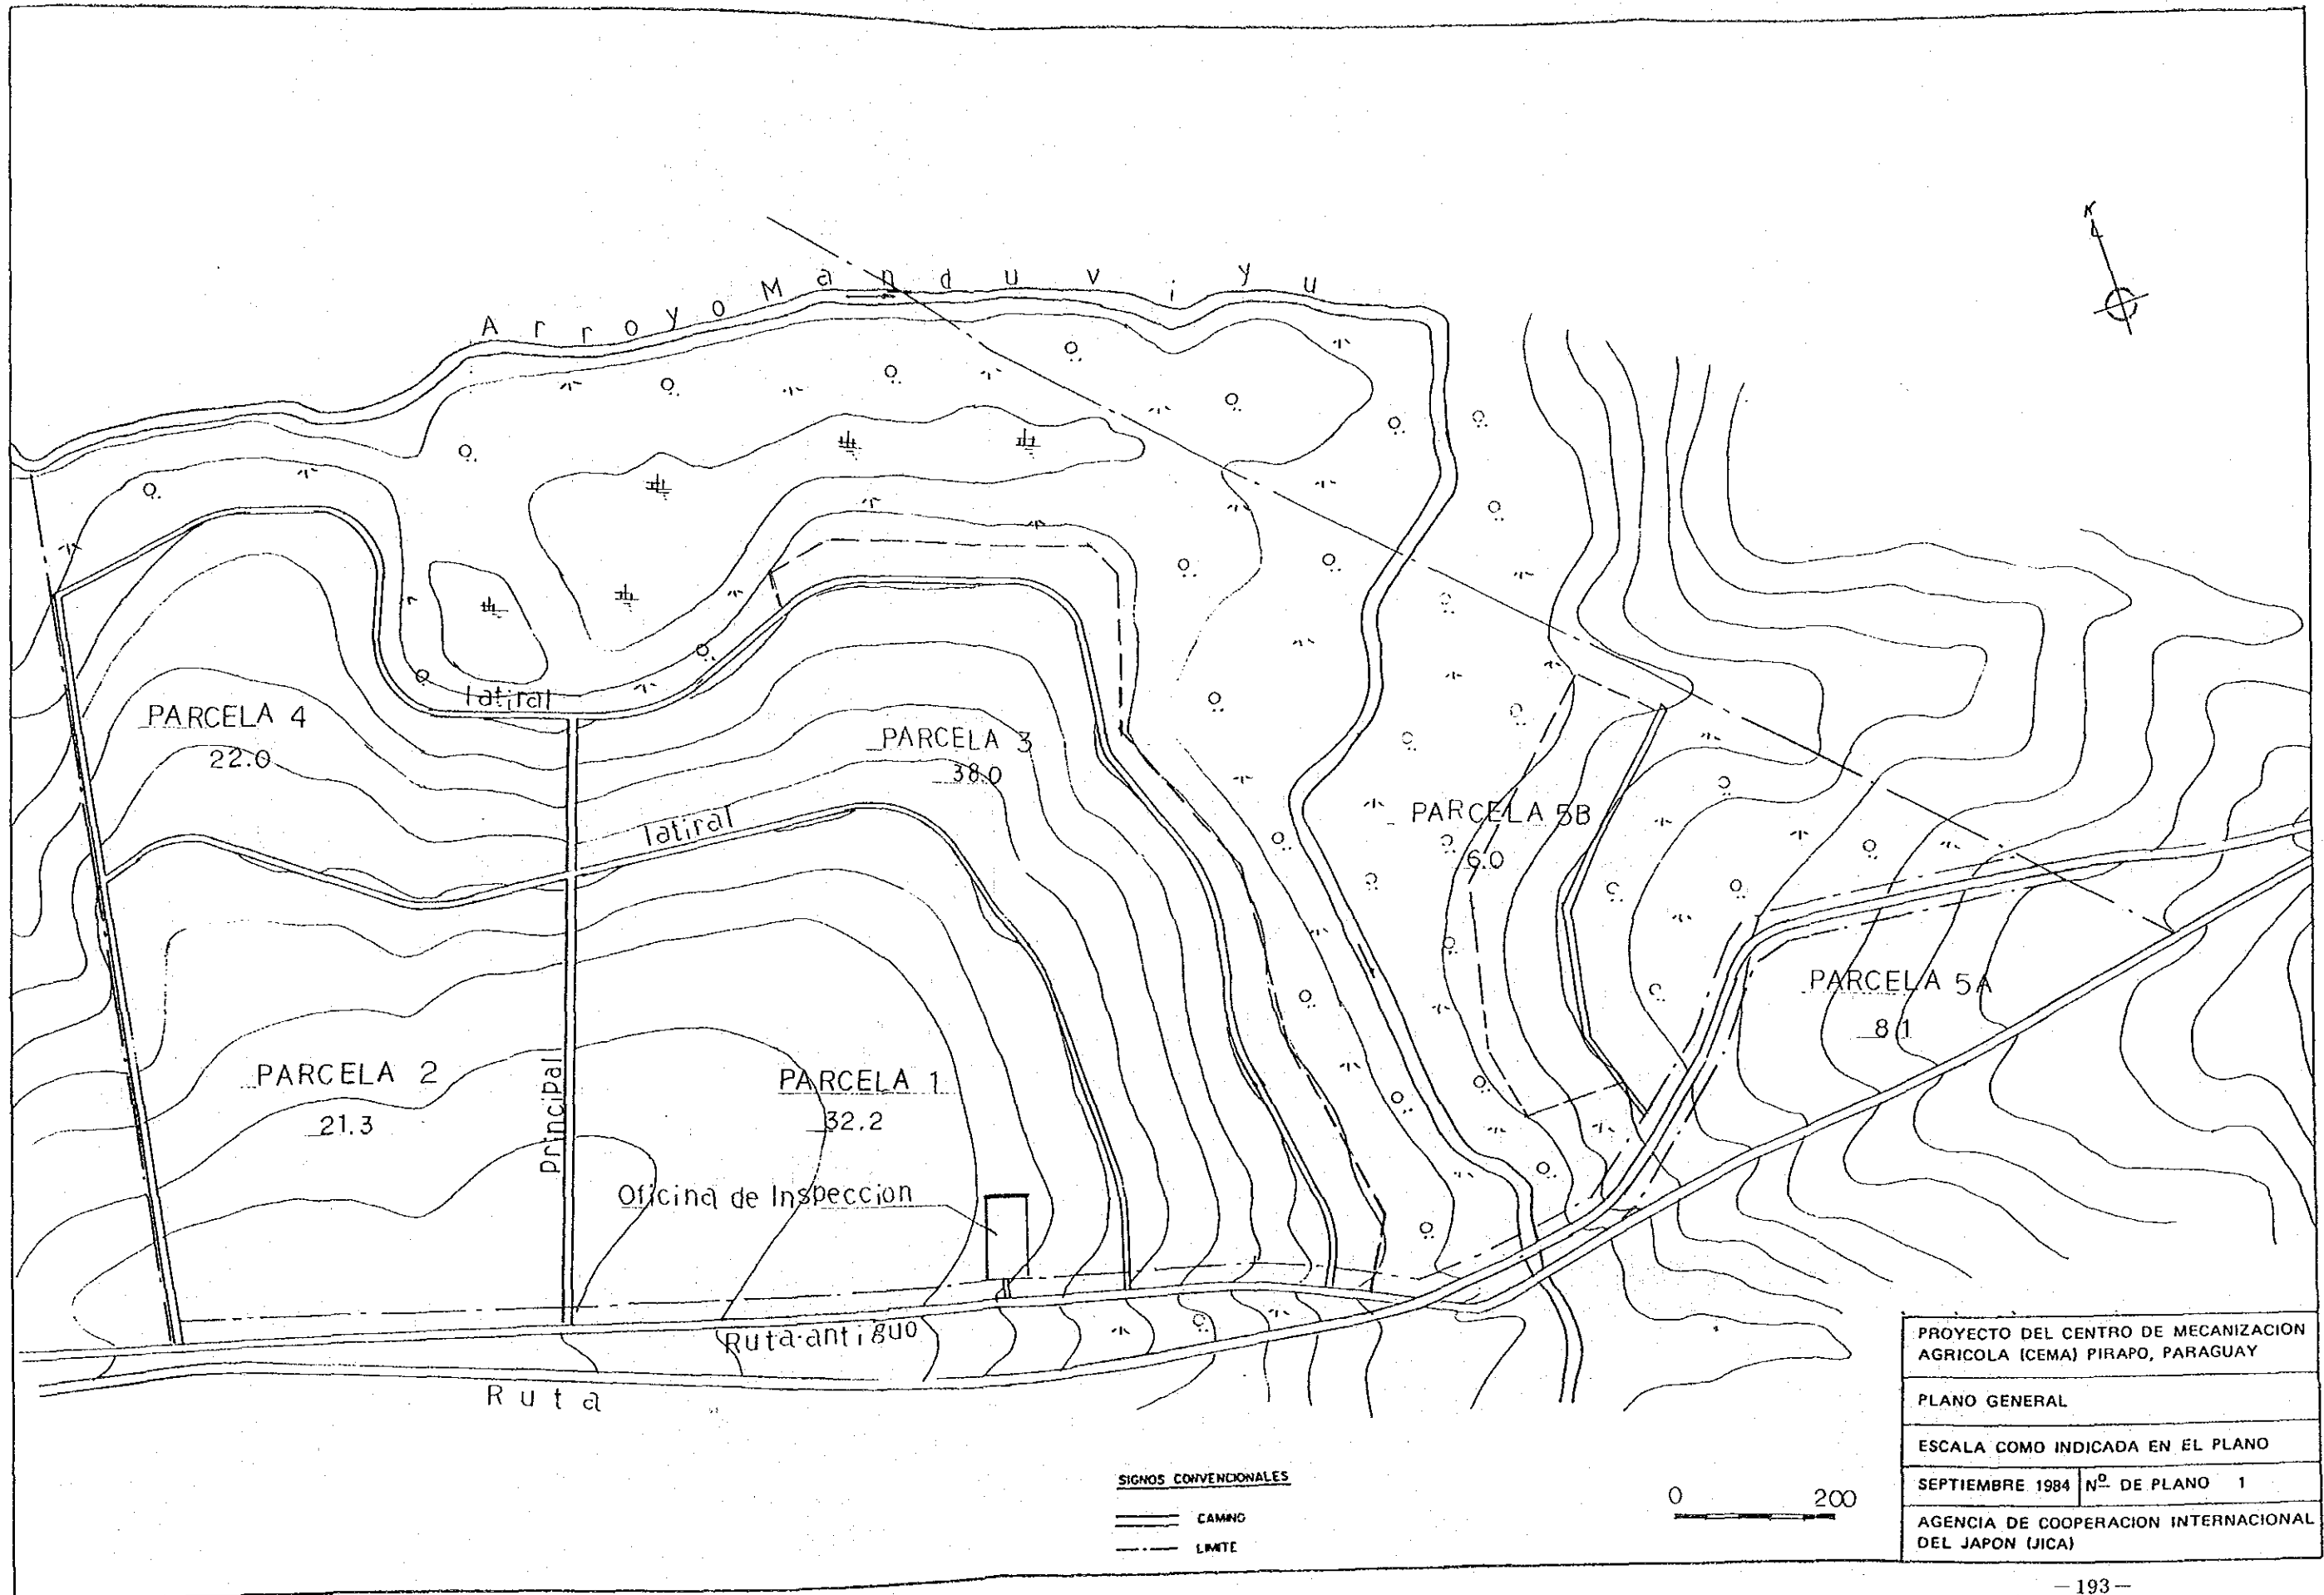 N
Arroyo Manduviyu
latiral
PARCELA 4
22.0
PARCELA 3
38.0
latiral
PARCELA 5B
6.0
PARCELA 5A
8.1
PARCELA 2
21.3
Principal
PARCELA 1
32.2
Oficina de Inspeccion
Ruta antiguo
Ruta
SIGNOS CONVENCIONALES
CAMINO
LIMITE
0 200
PROYECTO DEL CENTRO DE MECANIZACION
AGRICOLA (CEMA) PIRAPO, PARAGUAY
PLANO GENERAL
ESCALA COMO INDICADA EN EL PLANO
SEPTIEMBRE 1984 Nº DE PLANO 1
AGENCIA DE COOPERACION INTERNACIONAL
DEL JAPON (JICA)
—193—